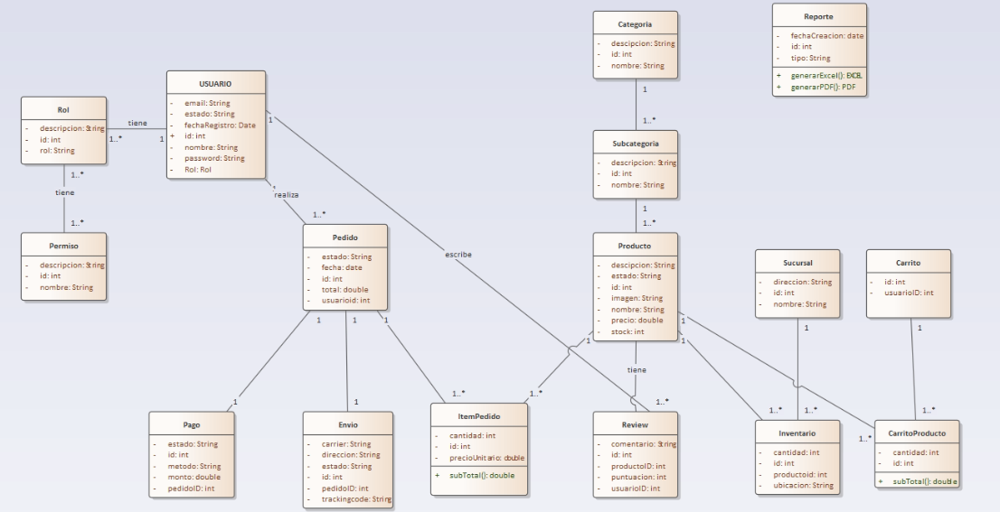 Categoria
- descipcion: String
- id: int
- nombre: String
Reporte
- fechaCreacion: date
- id: int
- tipo: String
+ generarExcel(): EXCEL
+ generarPDF(): PDF
USUARIO
- email: String
- estado: String
- fechaRegistro: Date
+ id: int
- nombre: String
- password: String
- Rol: Rol
Rol
- descripcion: String
- id: int
- rol: String
tiene
1..*
1
1
1..*
Subcategoria
- descripcion: String
- id: int
- nombre: String
1..*
tiene
1..*
1
*
realiza
1..*
1
1..*
Permiso
- descripcion: String
- id: int
- nombre: String
Pedido
- estado: String
- fecha: date
- id: int
- total: double
- usuarioid: int
escribe
Producto
- descipcion: String
- estado: String
- id: int
- imagen: String
- nombre: String
- precio: double
- stock: int
Sucursal
- direccion: String
- id: int
- nombre: String
Carrito
- id: int
- usuarioID: int
1
1
1
1
1
1
1
1
tiene
1
1
1..*
1..*
1..*
1..*
1..*
1..*
1..*
Pago
- estado: String
- id: int
- metodo: String
- monto: double
- pedidoID: int
Envio
- carrier: String
- direccion: String
- estado: String
- id: int
- pedidoID: int
- trackingcode: String
ItemPedido
- cantidad: int
- id: int
- precioUnitario: double
+ subTotal(): double
Review
- comentario: String
- id: int
- productoID: int
- puntuacion: int
- usuarioID: int
Inventario
- cantidad: int
- id: int
- productoid: int
- ubicacion: String
CarritoProducto
- cantidad: int
- id: int
+ subTotal(): double